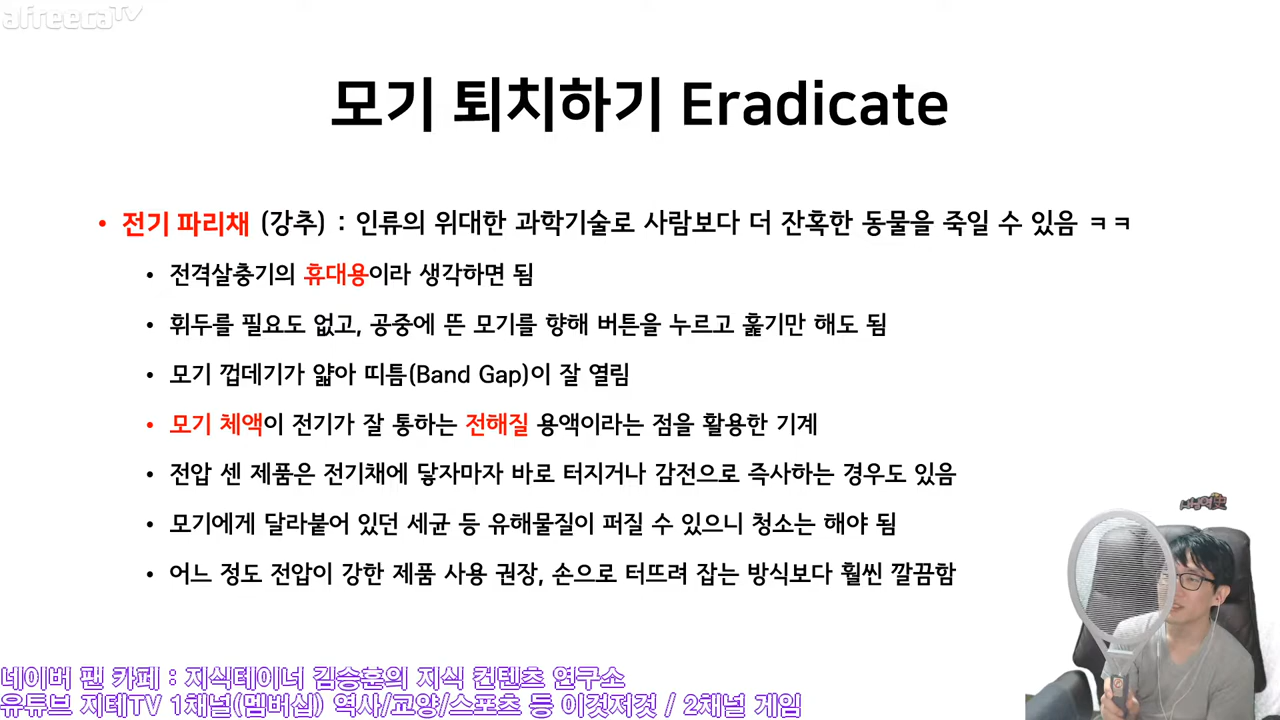 afreecaTV
모기 퇴치하기 Eradicate
• 전기 파리채 (강추) : 인류의 위대한 과학기술로 사람보다 더 잔혹한 동물을 죽일 수 있음 ㅋㅋ
• 전격살충기의 휴대용이라 생각하면 됨
• 휘두를 필요도 없고, 공중에 뜬 모기를 향해 버튼을 누르고 훑기만 해도 됨
• 모기 껍데기가 얇아 띠틈(Band Gap)이 잘 열림
• 모기 체액이 전기가 잘 통하는 전해질 용액이라는 점을 활용한 기계
• 전압 센 제품은 전기채에 닿자마자 바로 터지거나 감전으로 즉사하는 경우도 있음
• 모기에게 달라붙어 있던 세균 등 유해물질이 퍼질 수 있으니 청소는 해야 됨
• 어느 정도 전압이 강한 제품 사용 권장, 손으로 터뜨려 잡는 방식보다 훨씬 깔끔함
네이버 팬 카페 : 지식테이너 김승훈의 지식 컨텐츠 연구소
유튜브 지테TV 1채널(멤버십) 역사/교양/스포츠 등 이것저것 / 2채널 게임